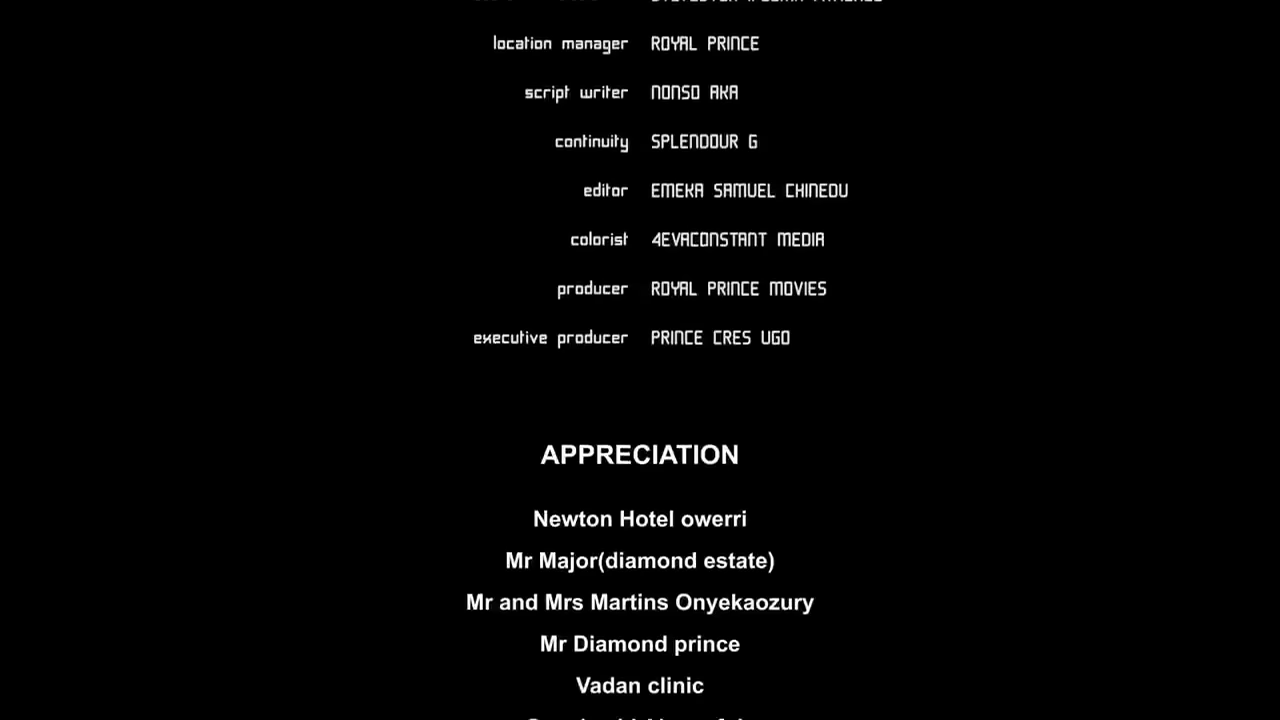 location manager ROYAL PRINCE
script writer NONSO AKA
continuity SPLENDOUR G
editor EMEKA SAMUEL CHINEDU
colorist 4EVACONSTANT MEDIA
producer ROYAL PRINCE MOVIES
executive producer PRINCE CRES UGO
APPRECIATION
Newton Hotel owerri
Mr Major(diamond estate)
Mr and Mrs Martins Onyekaozury
Mr Diamond prince
Vadan clinic